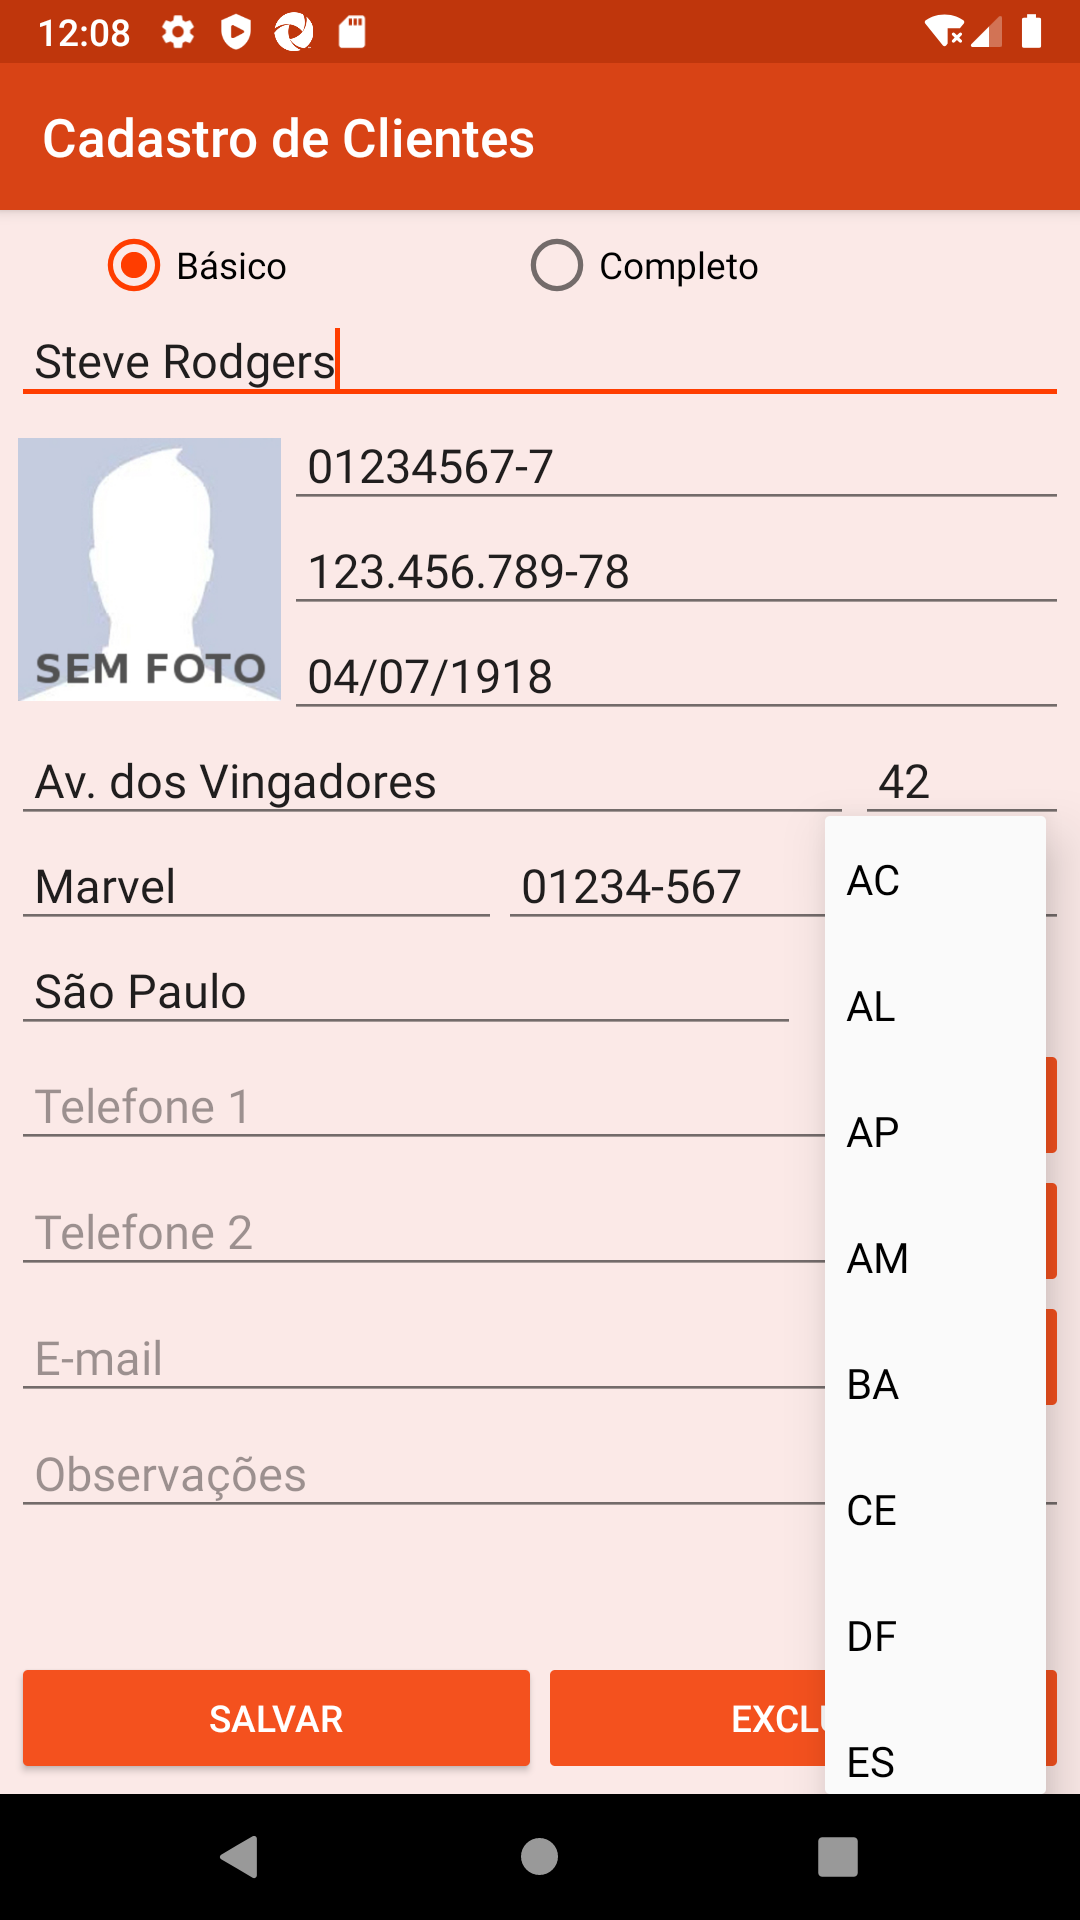 12:08
Cadastro de Clientes
Básico Completo
Steve Rodgers
01234567-7
123.456.789-78
SEM FOTO
04/07/1918
Av. dos Vingadores 42
Marvel 01234-567
São Paulo
Telefone 1
Telefone 2
E-mail
Observações
AC
AL
AP
AM
BA
CE
DF
ES
SALVAR